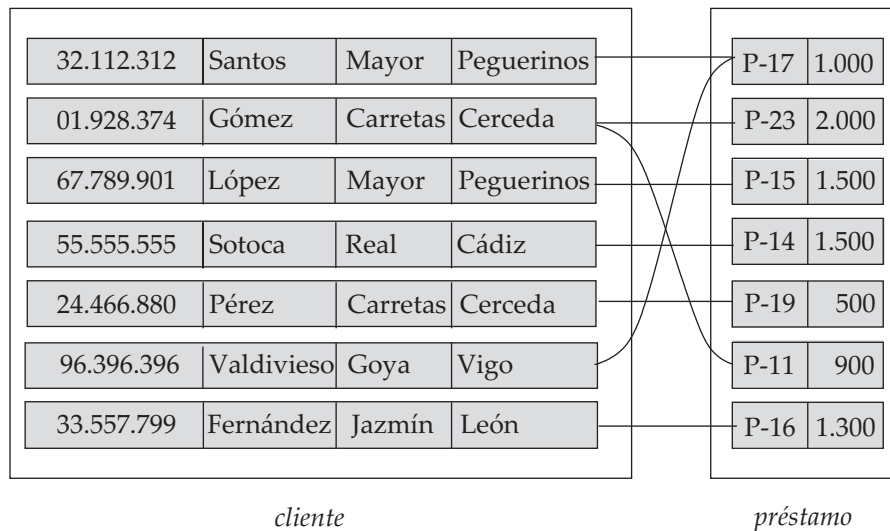 32.112.312 Santos Mayor Peguerinos P-17 1.000
01.928.374 Gómez Carretas Cerceda P-23 2.000
67.789.901 López Mayor Peguerinos P-15 1.500
55.555.555 Sotoca Real Cádiz P-14 1.500
24.466.880 Pérez Carretas Cerceda P-19 500
96.396.396 Valdivieso Goya Vigo P-11 900
33.557.799 Fernández Jazmín León P-16 1.300
cliente préstamo